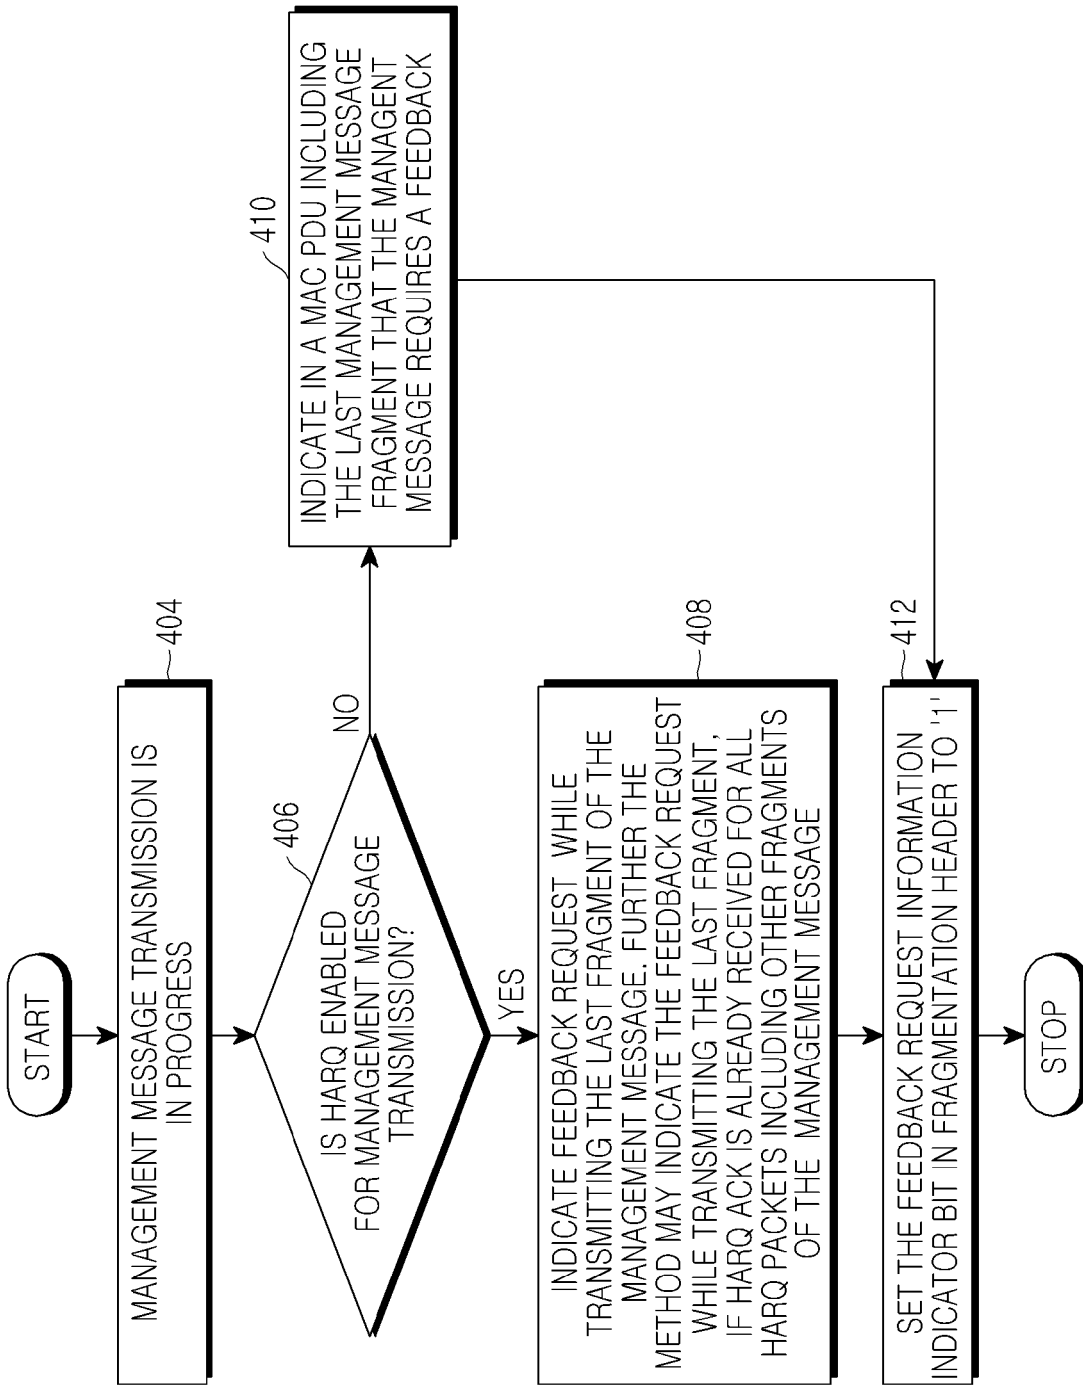 START
MANAGEMENT MESSAGE TRANSMISSION IS
IN PROGRESS
404
IS HARQ ENABLED
FOR MANAGEMENT MESSAGE
TRANSMISSION?
406
NO
YES
INDICATE IN A MAC PDU INCLUDING
THE LAST MANAGEMENT MESSAGE
FRAGMENT THAT THE MANAGENT
MESSAGE REQUIRES A FEEDBACK
410
INDICATE FEEDBACK REQUEST WHILE
TRANSMITTING THE LAST FRAGMENT OF THE
MANAGEMENT MESSAGE. FURTHER THE
METHOD MAY INDICATE THE FEEDBACK REQUEST
WHILE TRANSMITTING THE LAST FRAGMENT,
IF HARQ ACK IS ALREADY RECEIVED FOR ALL
HARQ PACKETS INCLUDING OTHER FRAGMENTS
OF THE MANAGEMENT MESSAGE
408
SET THE FEEDBACK REQUEST INFORMATION
INDICATOR BIT IN FRAGMENTATION HEADER TO '1'
412
STOP